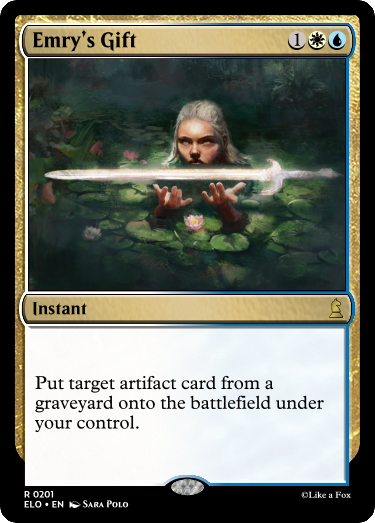 Emry's Gift 1
Instant
Put target artifact card from a
graveyard onto the battlefield under
your control.
R 0201
ELO • EN Sara Polo
©Like a Fox